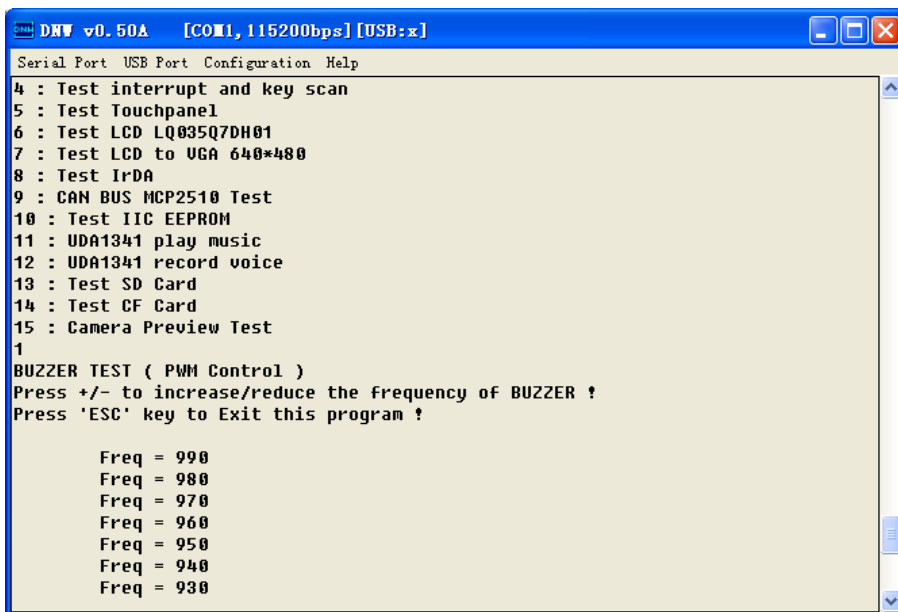 DNW v0.50A [COM1,115200bps][USB:x]
Serial Port USB Port Configuration Help
4 : Test interrupt and key scan
5 : Test Touchpanel
6 : Test LCD LQ035Q7DH01
7 : Test LCD to VGA 640*480
8 : Test IrDA
9 : CAN BUS MCP2510 Test
10 : Test IIC EEPROM
11 : UDA1341 play music
12 : UDA1341 record voice
13 : Test SD Card
14 : Test CF Card
15 : Camera Preview Test
1
BUZZER TEST ( PWM Control )
Press +/- to increase/reduce the frequency of BUZZER !
Press 'ESC' key to Exit this program !
Freq = 990
Freq = 980
Freq = 970
Freq = 960
Freq = 950
Freq = 940
Freq = 930